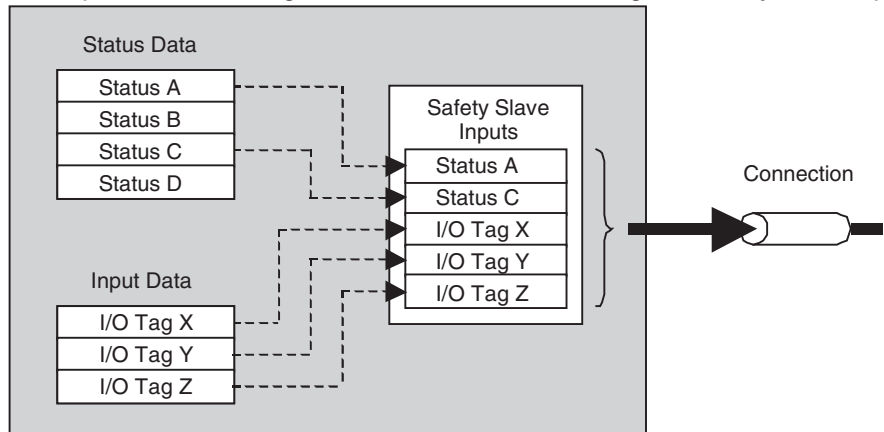 Status Data
Status A
Status B
Status C
Status D
Input Data
I/O Tag X
I/O Tag Y
I/O Tag Z
Safety Slave
Inputs
Status A
Status C
I/O Tag X
I/O Tag Y
I/O Tag Z
Connection